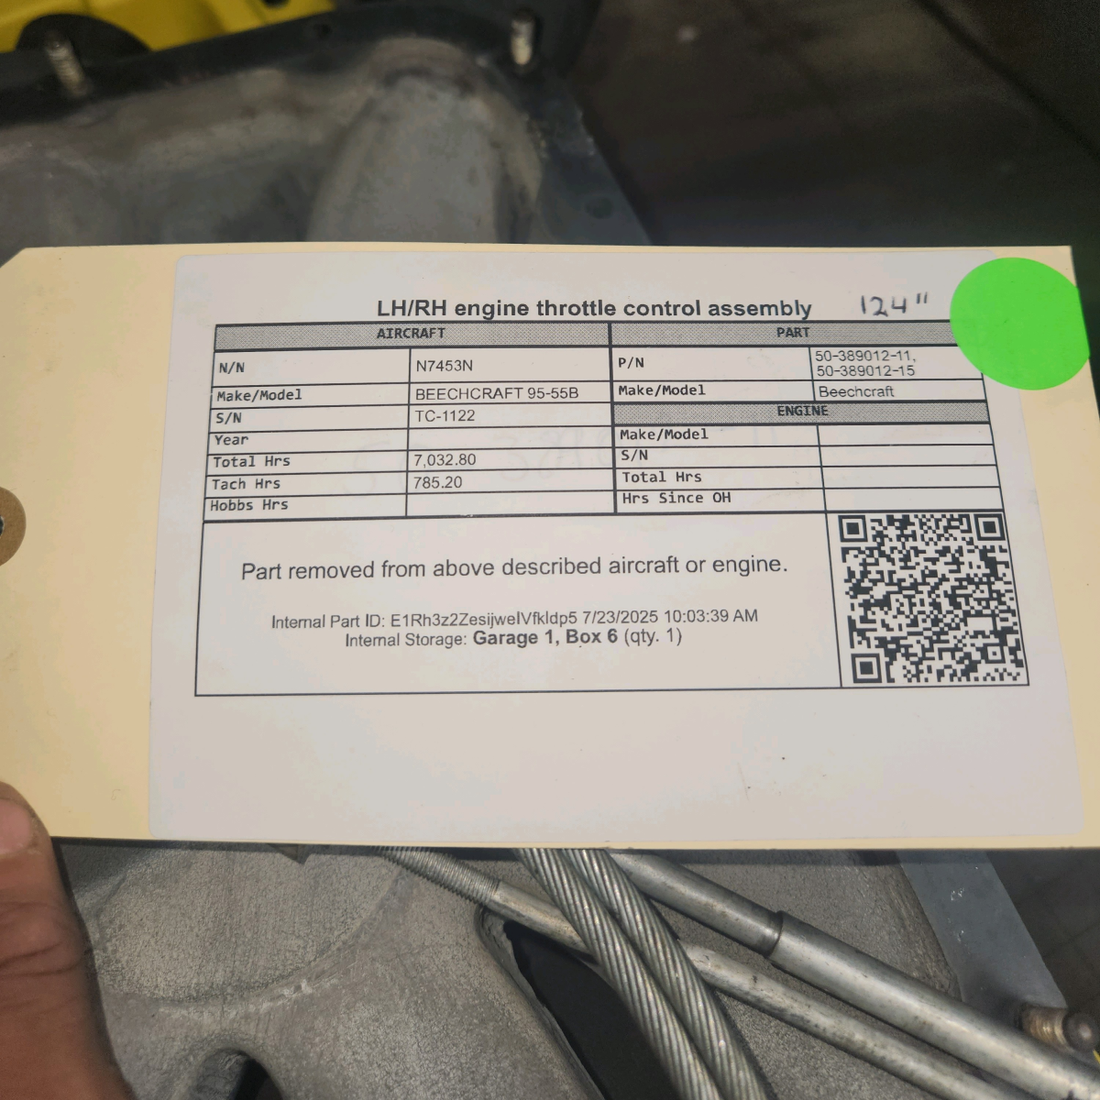 LH/RH engine throttle control assembly 124"
AIRCRAFT PART
N/N N7453N P/N 50-389012-11,
50-389012-15
Make/Model BEECHCRAFT 95-55B Make/Model Beechcraft
S/N TC-1122 ENGINE
Year Make/Model
Total Hrs 7,032.80 S/N
Tach Hrs 785.20 Total Hrs
Hobbs Hrs Hrs Since OH
Part removed from above described aircraft or engine.
Internal Part ID: E1Rh3z2ZesijwelVfkldp5 7/23/2025 10:03:39 AM
Internal Storage: Garage 1, Box 6 (qty. 1)